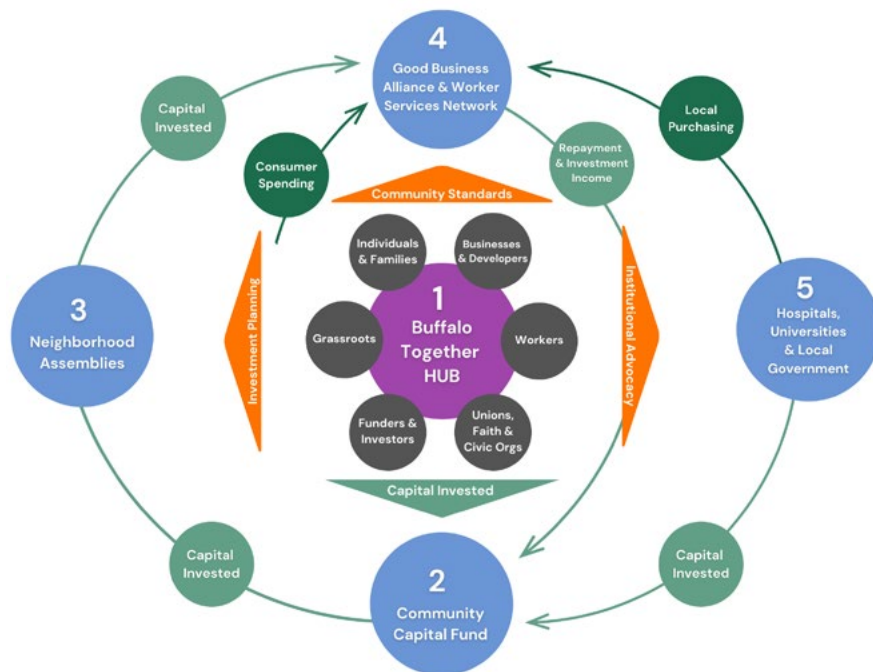 4
Good Business
Alliance & Worker
Services Network
Capital
Invested
Local
Purchasing
Consumer
Spending
Repayment
& Investment
Income
Community Standards
Individuals
& Families
Businesses
& Developers
3
Neighborhood
Assemblies
Investment Planning
Grassroots
1
Buffalo
Together
HUB
Workers
Institutional Advocacy
5
Hospitals,
Universities
& Local
Government
Funders &
Investors
Unions,
Faith &
Civic Orgs
Capital Invested
Capital
Invested
2
Community
Capital Fund
Capital
Invested